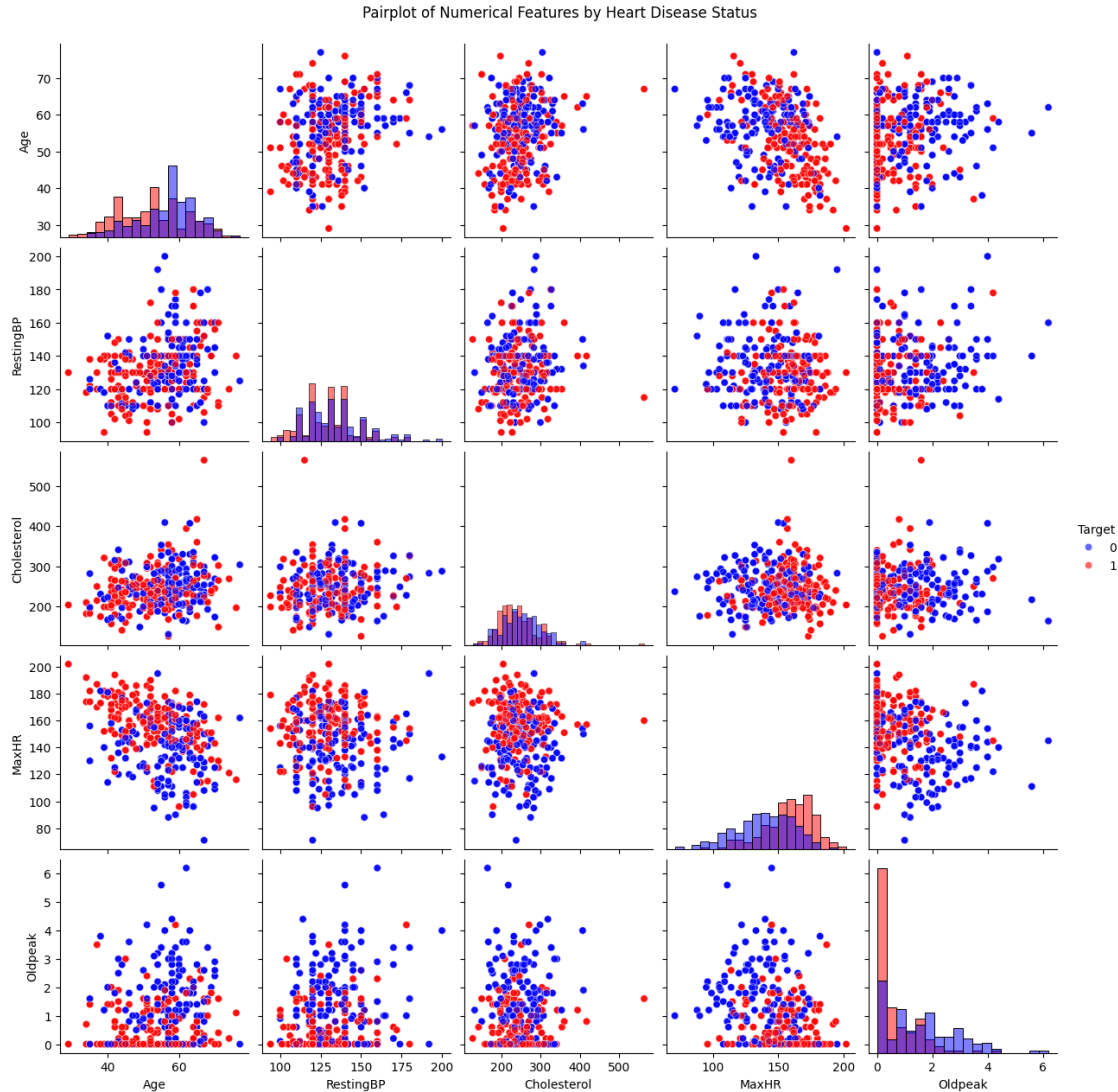 Pairplot of Numerical Features by Heart Disease Status
Age
70
60
50
40
30
RestingBP
200
180
160
140
120
100
Cholesterol
500
400
300
200
MaxHR
200
180
160
140
120
100
80
Oldpeak
6
5
4
3
2
1
0
40 60
100 125 150 175 200
200 300 400 500
100 150 200
0 2 4 6
Age RestingBP Cholesterol MaxHR Oldpeak
Target
0
1